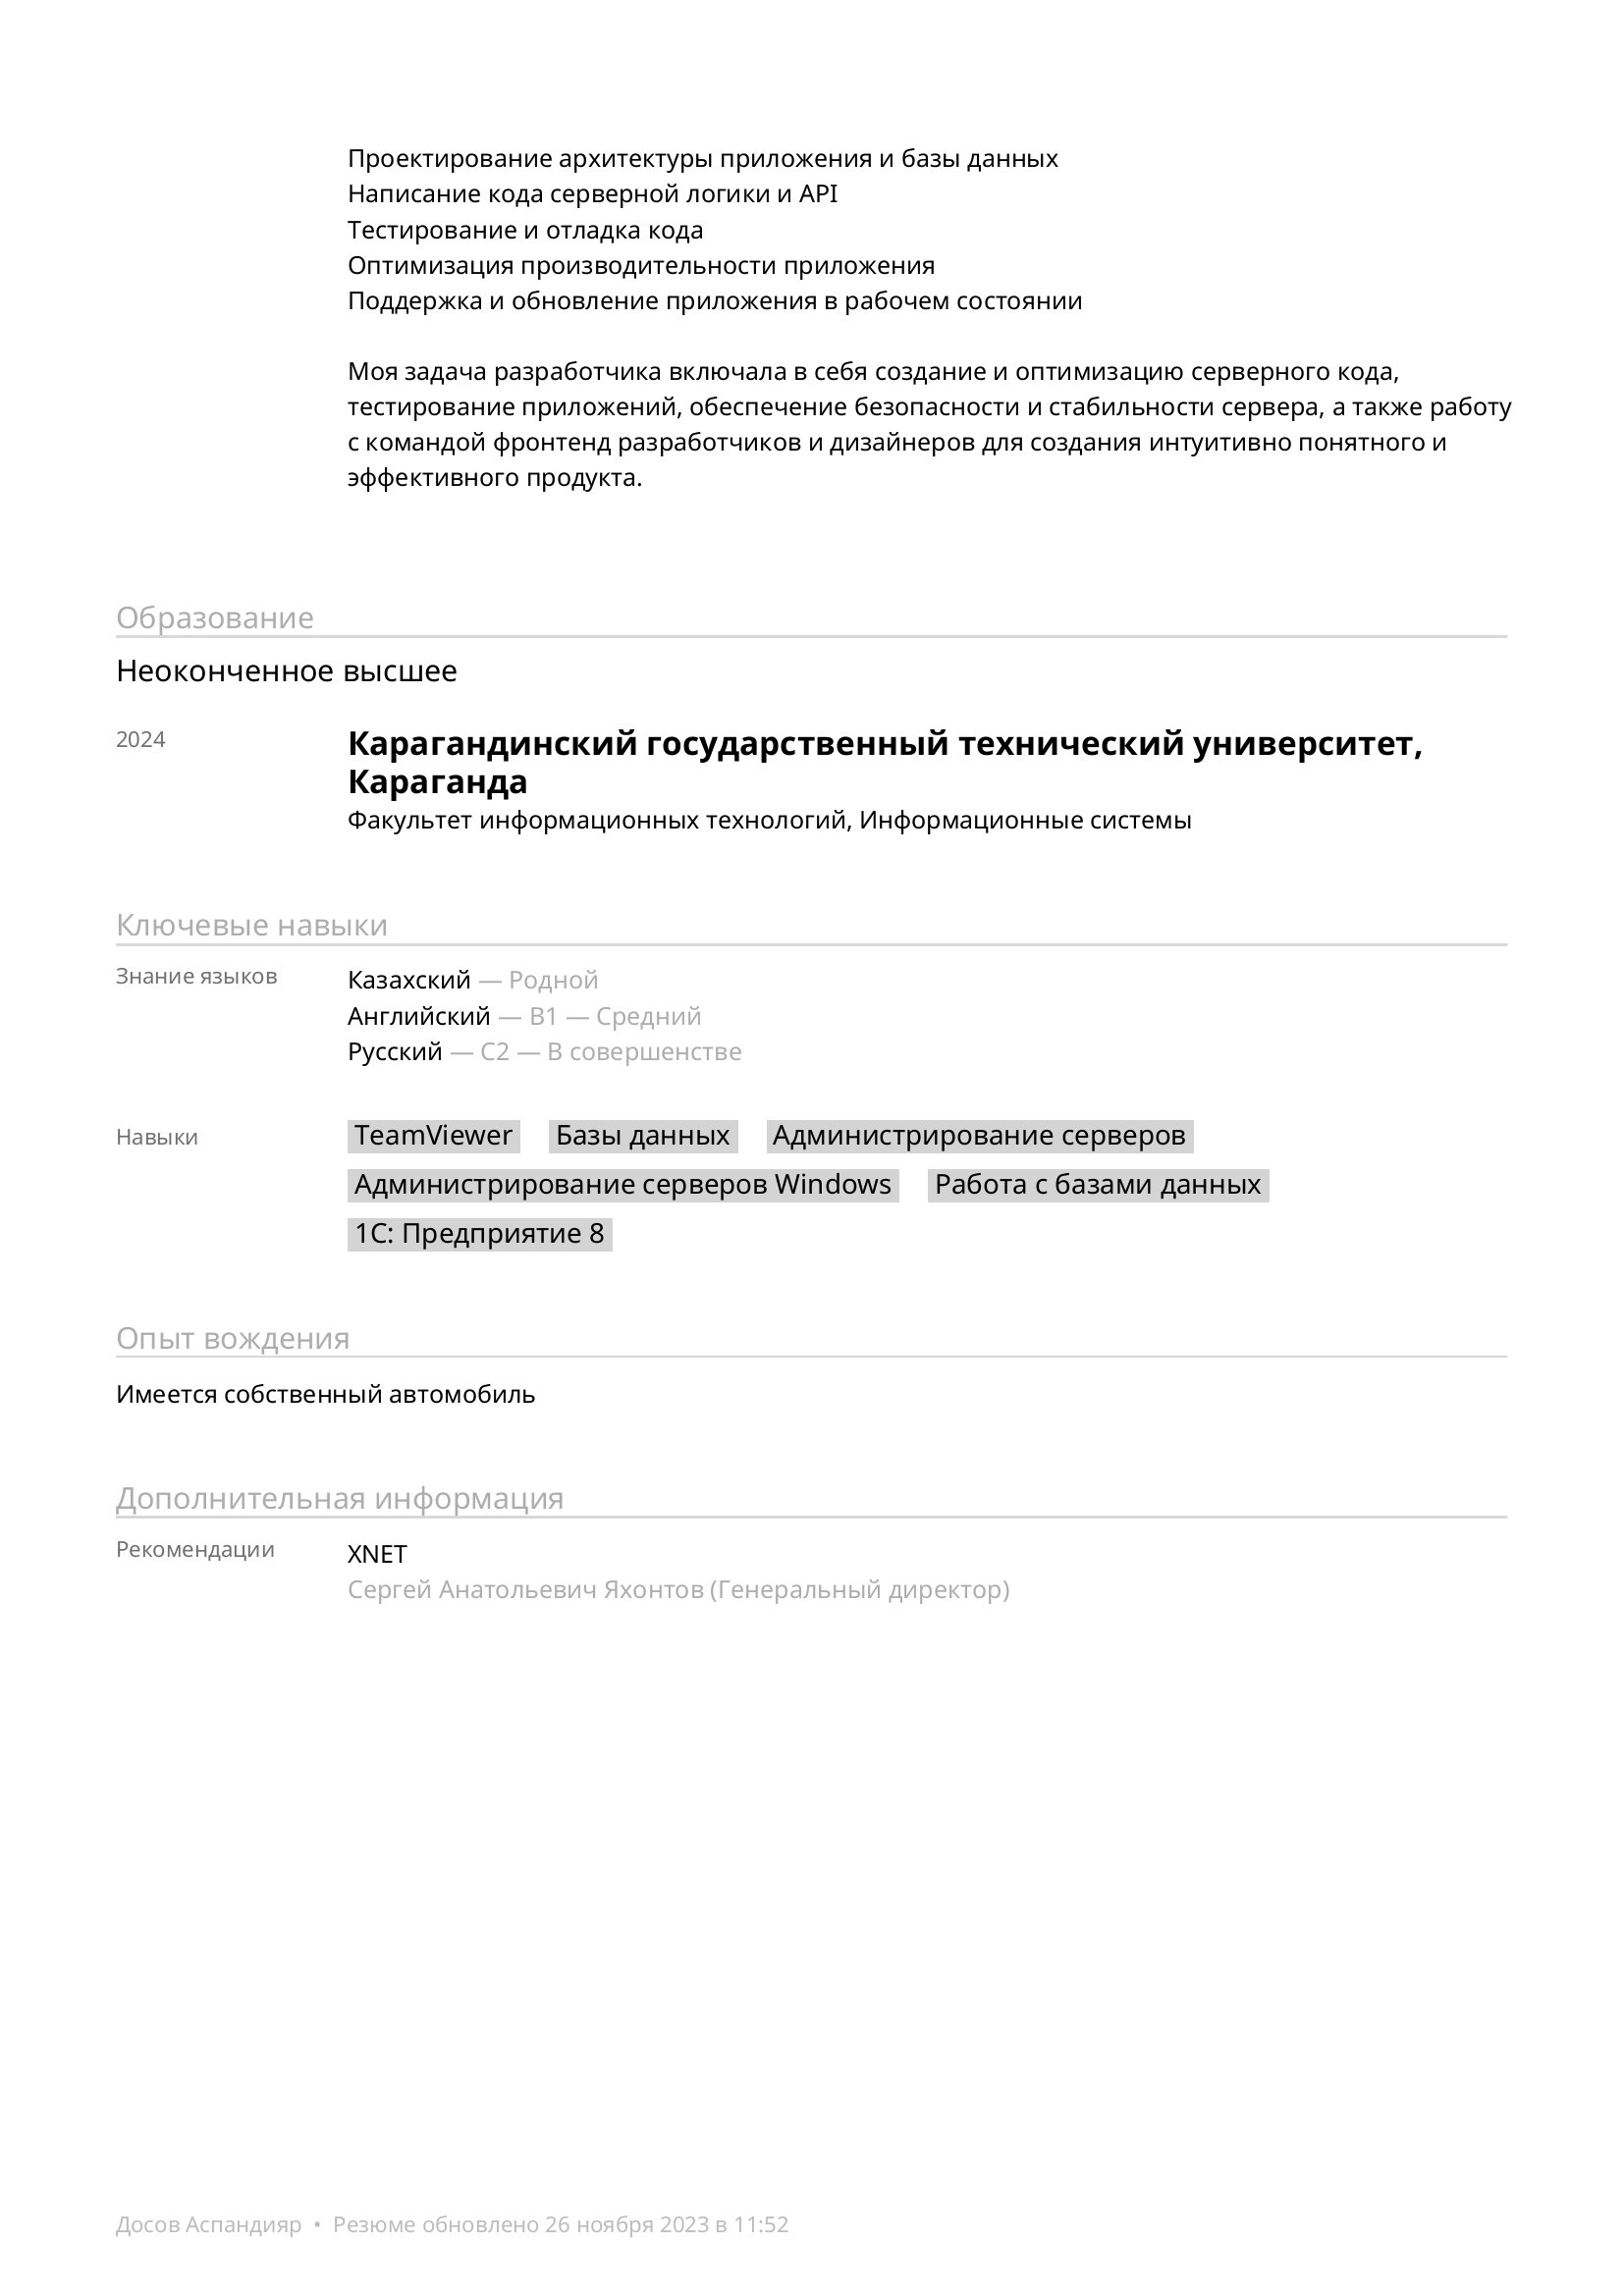 Проектирование архитектуры приложения и базы данных
Написание кода серверной логики и API
Тестирование и отладка кода
Оптимизация производительности приложения
Поддержка и обновление приложения в рабочем состоянии
Моя задача разработчика включала в себя создание и оптимизацию серверного кода,
тестирование приложений, обеспечение безопасности и стабильности сервера, а также работу
с командой фронтенд разработчиков и дизайнеров для создания интуитивно понятного и
эффективного продукта.
Образование
Неоконченное высшее
2024
Карагандинский государственный технический университет,
Караганда
Факультет информационных технологий, Информационные системы
Ключевые навыки
Знание языков
Казахский — Родной
Английский — B1 — Средний
Русский — C2 — В совершенстве
Навыки
TeamViewer Базы данных Администрирование серверов
Администрирование серверов Windows Работа с базами данных
1С: Предприятие 8
Опыт вождения
Имеется собственный автомобиль
Дополнительная информация
Рекомендации
XNET
Сергей Анатольевич Яхонтов (Генеральный директор)
Досов Аспандияр • Резюме обновлено 26 ноября 2023 в 11:52